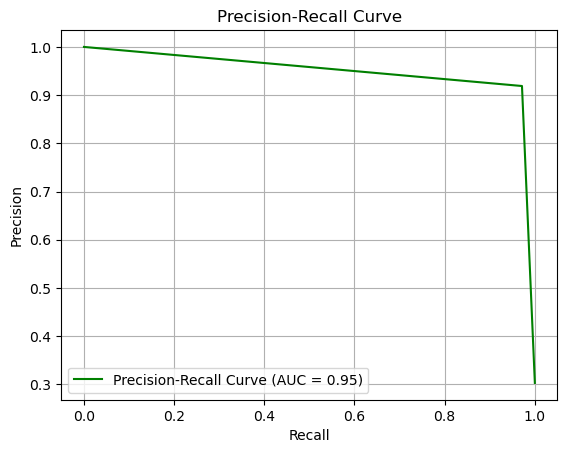 Precision-Recall Curve
1.0
0.9
0.8
0.7
0.6
0.5
0.4
0.3
Precision
Precision-Recall Curve (AUC = 0.95)
0.0 0.2 0.4 0.6 0.8 1.0
Recall